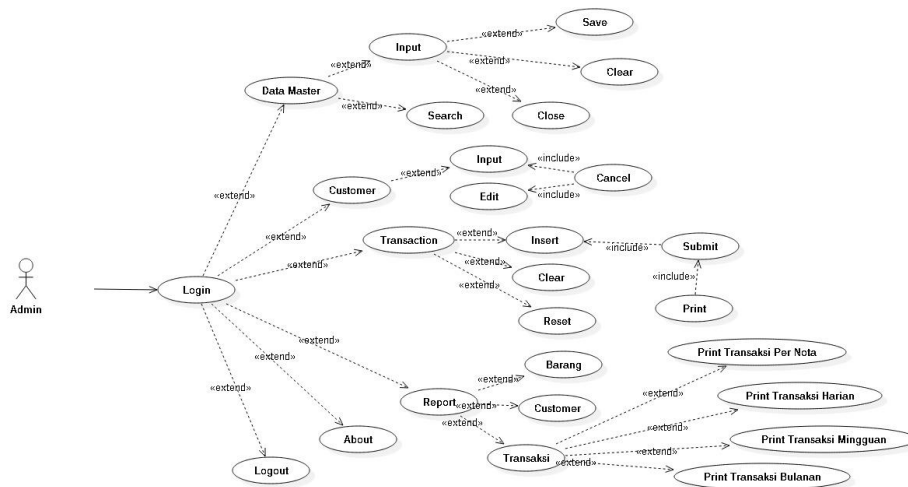 Save
«extend»
Input
«extend»
Clear
«extend»
«extend»
Data Master
«extend»
Search
Close
Input
«include»
«extend»
Customer
«extend»
Cancel
Edit
«include»
Transaction
«extend»
Insert
«include»
Submit
«extend»
«extend»
«extend»
Clear
«include»
Admin
Login
«extend»
Reset
Print
«extend»
«extend»
Print Transaksi Per Nota
Barang
«extend»
«extend»
Print Transaksi Harian
«extend»
Report
«extend»
Customer
«extend»
«extend»
About
«extend»
Print Transaksi Mingguan
Logout
Transaksi
«extend»
Print Transaksi Bulanan